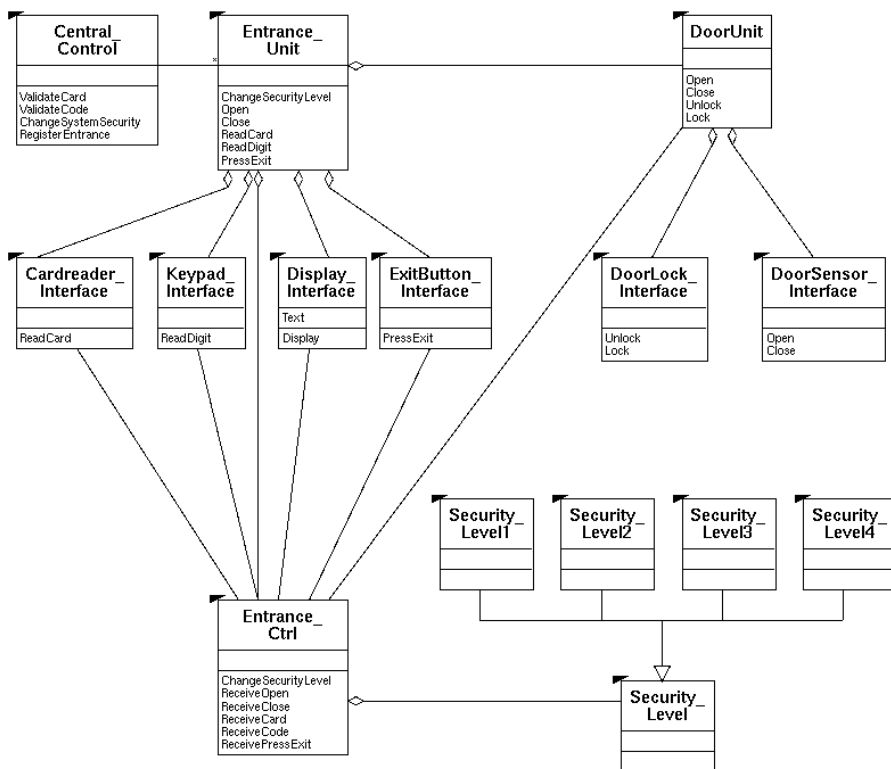 Central_
Control
ValidateCard
ValidateCode
ChangeSystemSecurity
RegisterEntrance
*
Entrance_
Unit
ChangeSecurityLevel
Open
Close
ReadCard
ReadDigit
PressExit
DoorUnit
Open
Close
Unlock
Lock
Cardreader_
Interface
ReadCard
Keypad_
Interface
ReadDigit
Display_
Interface
Text
Display
ExitButton_
Interface
PressExit
DoorLock_
Interface
Unlock
Lock
DoorSensor_
Interface
Open
Close
Security_
Level1
Security_
Level2
Security_
Level3
Security_
Level4
Entrance_
Ctrl
ChangeSecurityLevel
ReceiveOpen
ReceiveClose
ReceiveCard
ReceiveCode
ReceivePressExit
Security_
Level